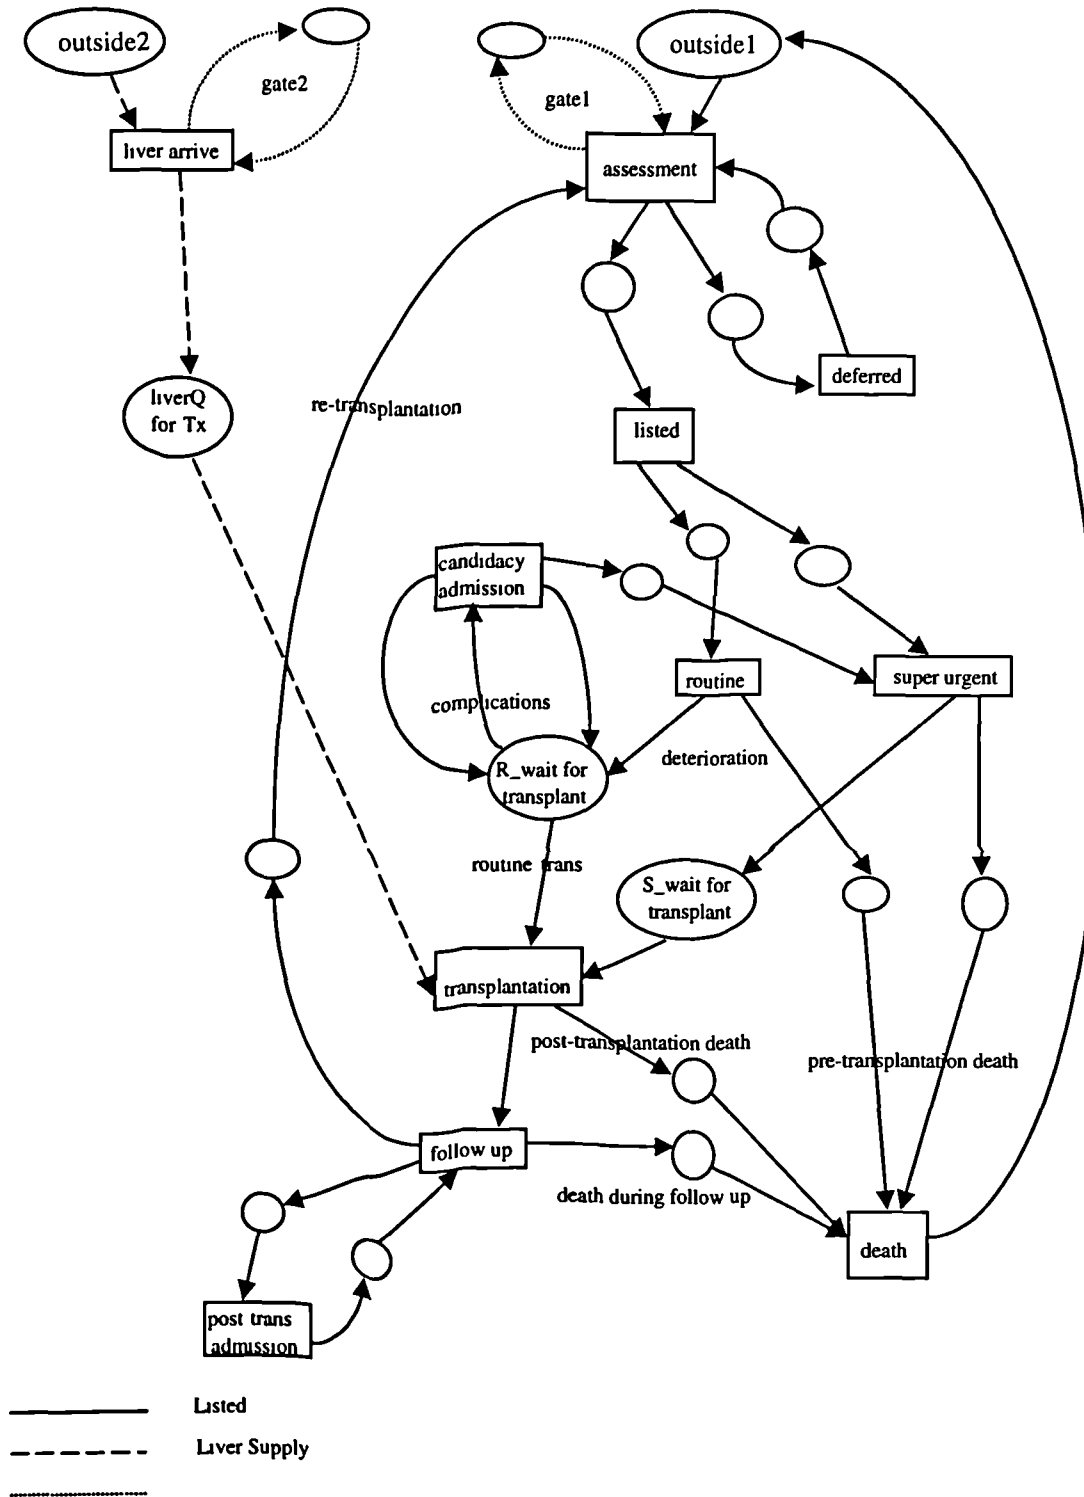 outside2
outside1
gate2
gate1
liver arrive
assessment
deferred
liverQ
for Tx
re-transplantation
listed
candidacy
admission
routine
super urgent
complications
deterioration
R_wait for
transplant
routine trans
S_wait for
transplant
transplantation
post-transplantation death
pre-transplantation death
follow up
death during follow up
death
post trans
admission
Listed
Liver Supply